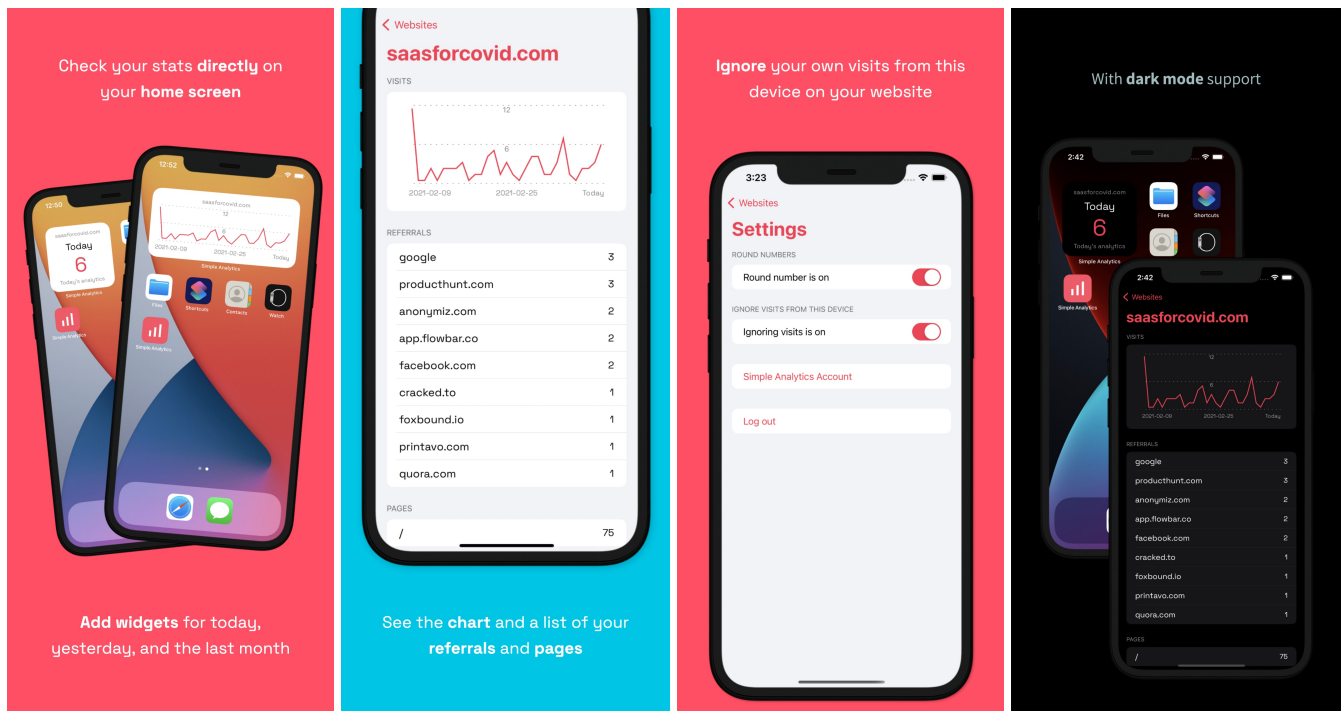 Check your stats directly on
your home screen
12:50
saasforcovid.com
Today
6
Today's analytics
Simple Analytics
Simple Analytics
12:52
saasforcovid.com
12
6
2021-02-09 2021-02-25 Today
Simple Analytics
Files Shortcuts Contacts Watch
Simple Analytics
Add widgets for today,
yesterday, and the last month
Websites
saasforcovid.com
VISITS
12
6
2021-02-09 2021-02-25 Today
REFERRALS
google 3
producthunt.com 3
anonymiz.com 2
app.flowbar.co 2
facebook.com 2
cracked.to 1
foxbound.io 1
printavo.com 1
quora.com 1
PAGES
/ 75
See the chart and a list of your
referrals and pages
Ignore your own visits from this
device on your website
3:23
Websites
Settings
ROUND NUMBERS
Round number is on
IGNORE VISITS FROM THIS DEVICE
Ignoring visits is on
Simple Analytics Account
Log out
With dark mode support
2:42
saasforcovid.com
Today
6
Today's analytics
Simple Analytics
Files Shortcuts
Simple Analytics
2:42
Websites
saasforcovid.com
VISITS
12
6
2021-02-09 2021-02-25 Today
REFERRALS
google 3
producthunt.com 3
anonymiz.com 2
app.flowbar.co 2
facebook.com 2
cracked.to 1
foxbound.io 1
printavo.com 1
quora.com 1
PAGES
/ 75